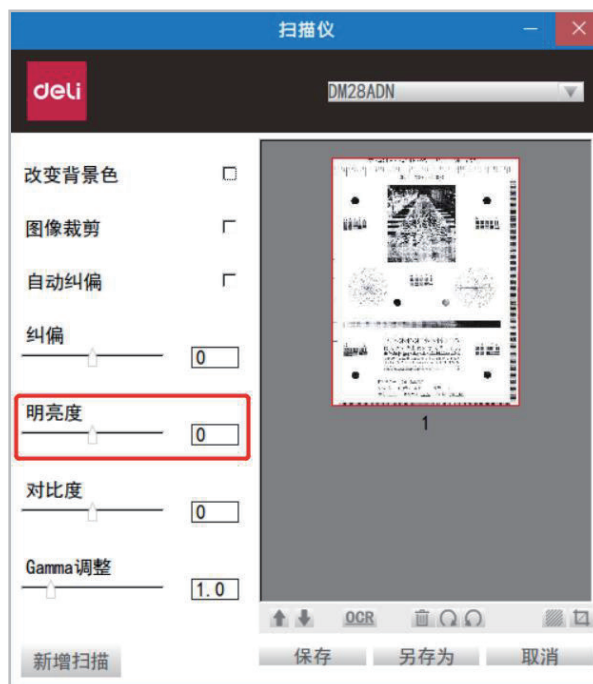 扫描仪
deli
DM28ADN
改变背景色
图像裁剪
自动纠偏
纠偏
0
明亮度
0
对比度
0
Gamma调整
1.0
1
OCR
新增扫描
保存
另存为
取消